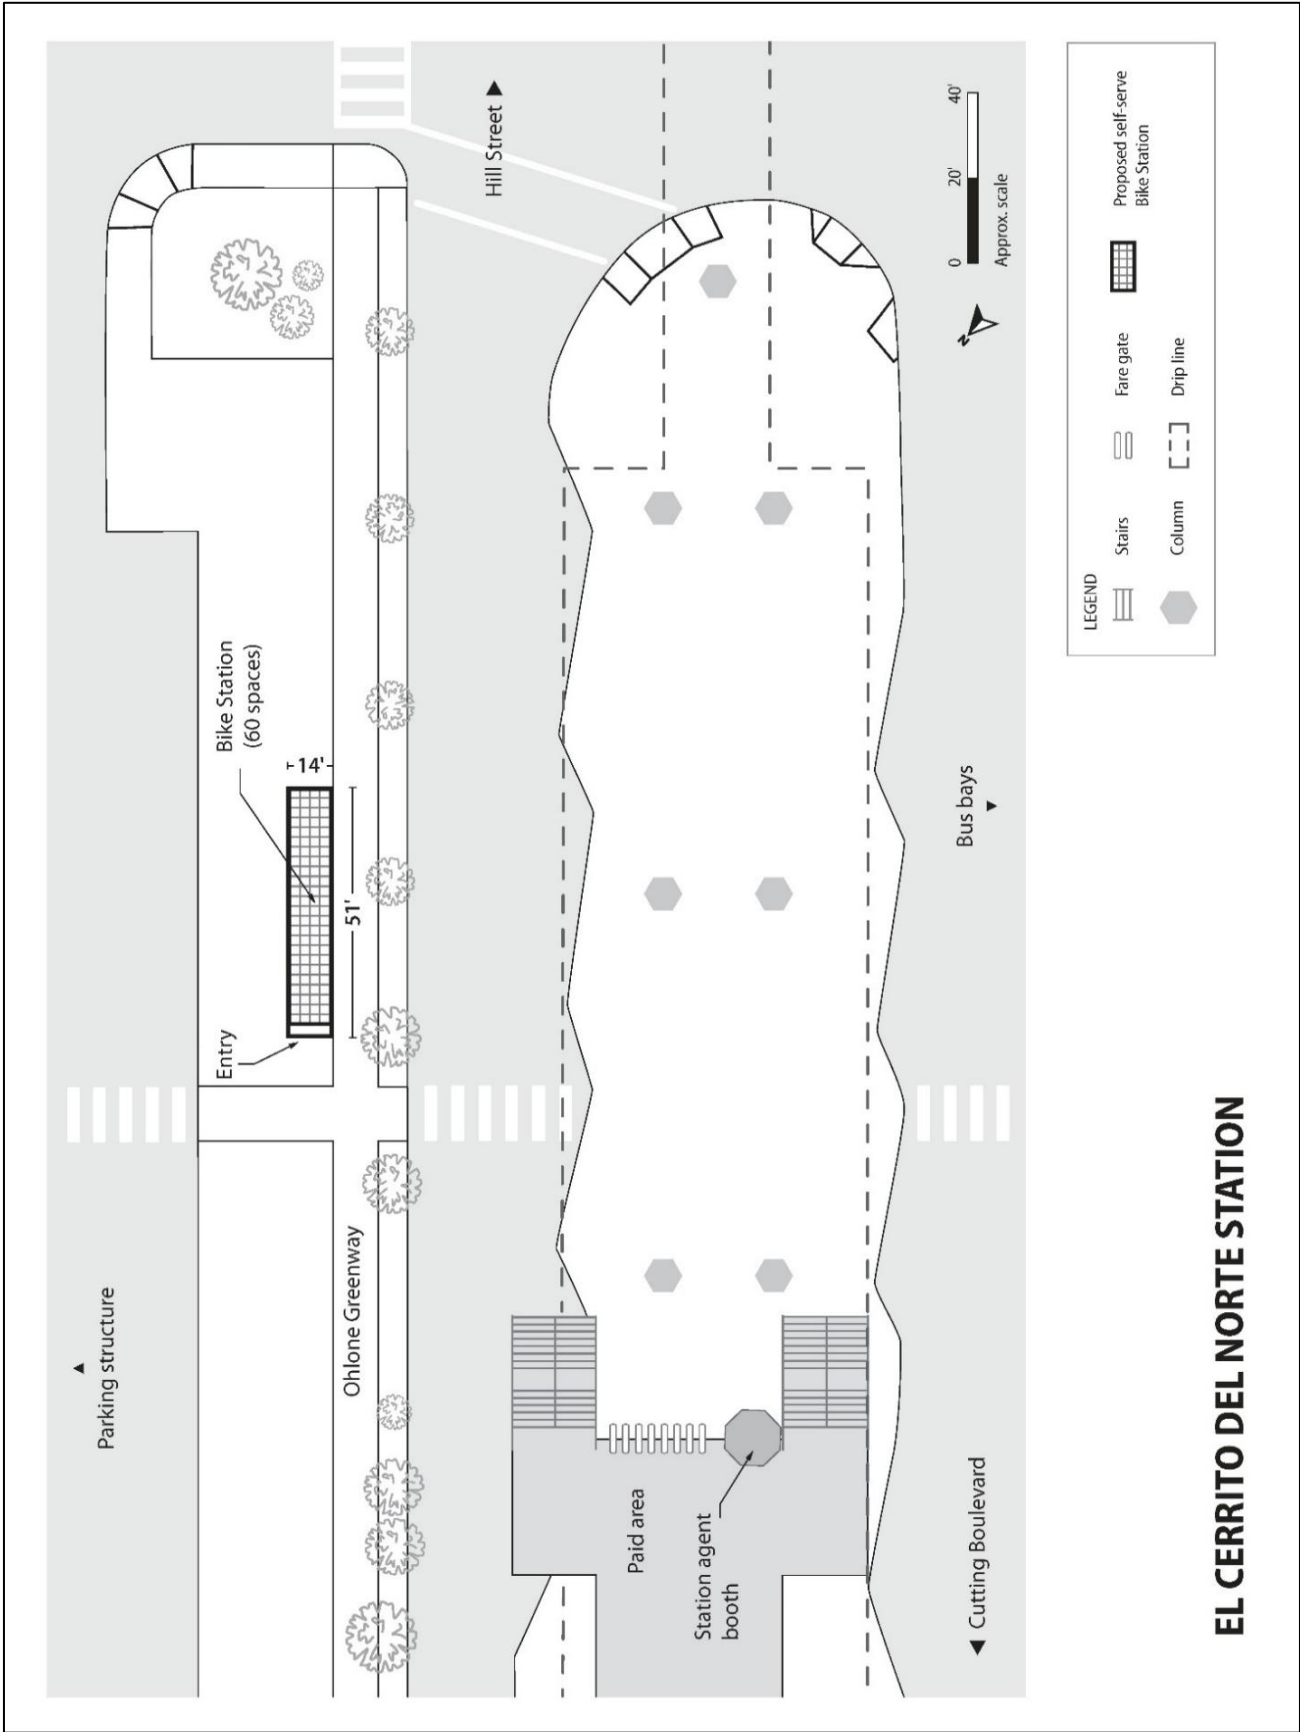 Parking structure
Ohlone Greenway
Entry
Bike Station
(60 spaces)
14'
51'
Hill Street
Paid area
Station agent
booth
Cutting Boulevard
Bus bays
N
0
20'
40'
Approx. scale
LEGEND
Stairs
Fare gate
Proposed self-serve
Bike Station
Column
Drip line
EL CERRITO DEL NORTE STATION